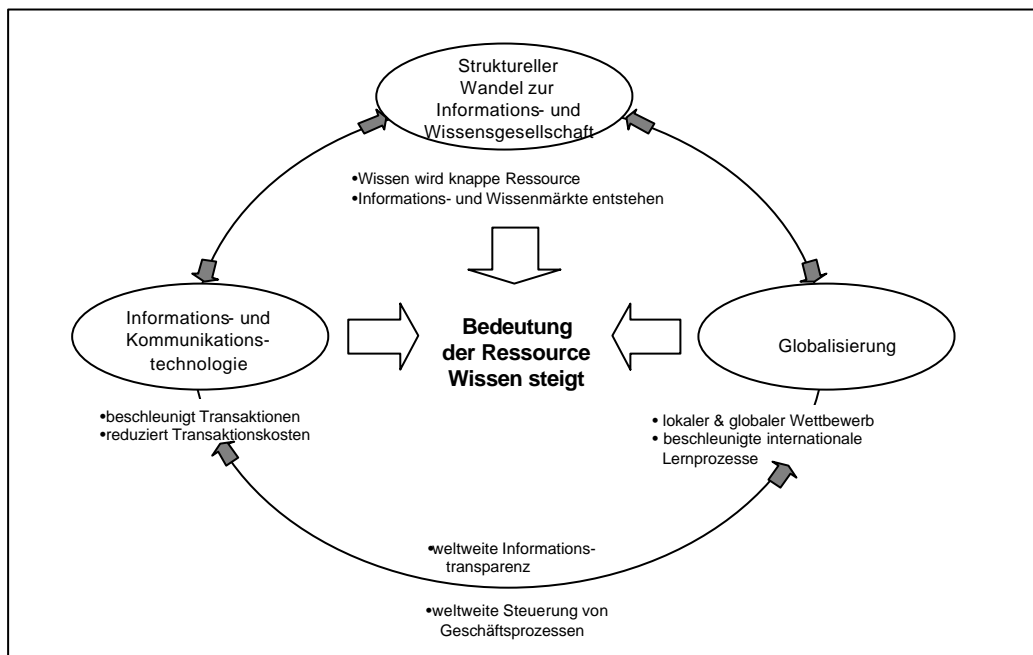 Struktureller
Wandel zur
Informations- und
Wissensgesellschaft
•Wissen wird knappe Ressource
•Informations- und Wissenmärkte entstehen
Informations- und
Kommunikations-
technologie
Bedeutung
der Ressource
Wissen steigt
Globalisierung
•beschleunigt Transaktionen
•reduziert Transaktionskosten
• lokaler & globaler Wettbewerb
• beschleunigte internationale
Lernprozesse
•weltweite Informations-
transparenz
•weltweite Steuerung von
Geschäftsprozessen